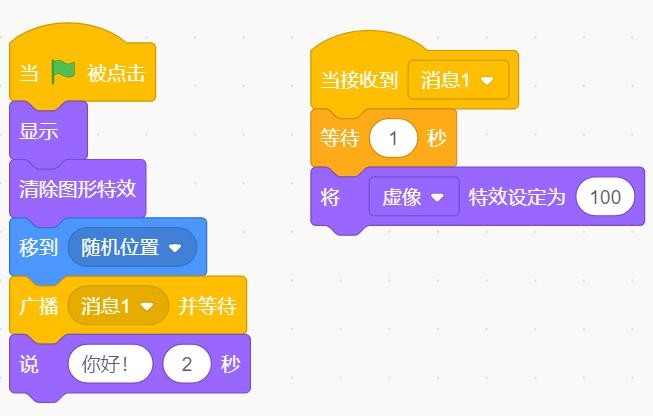 当 被点击
显示
清除图形特效
移到 随机位置
广播 消息1 并等待
说 你好！ 2 秒
当接收到 消息1
等待 1 秒
将 虚像 特效设定为 100